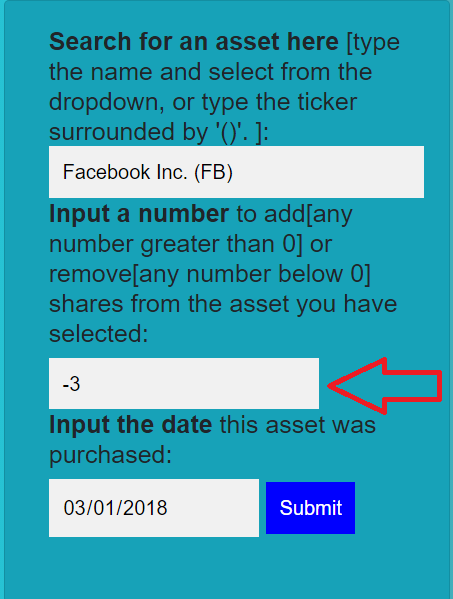 Search for an asset here [type
the name and select from the
dropdown, or type the ticker
surrounded by '()'. ]:
Facebook Inc. (FB)
Input a number to add[any
number greater than 0] or
remove[any number below 0]
shares from the asset you have
selected:
-3
Input the date this asset was
purchased:
03/01/2018 Submit